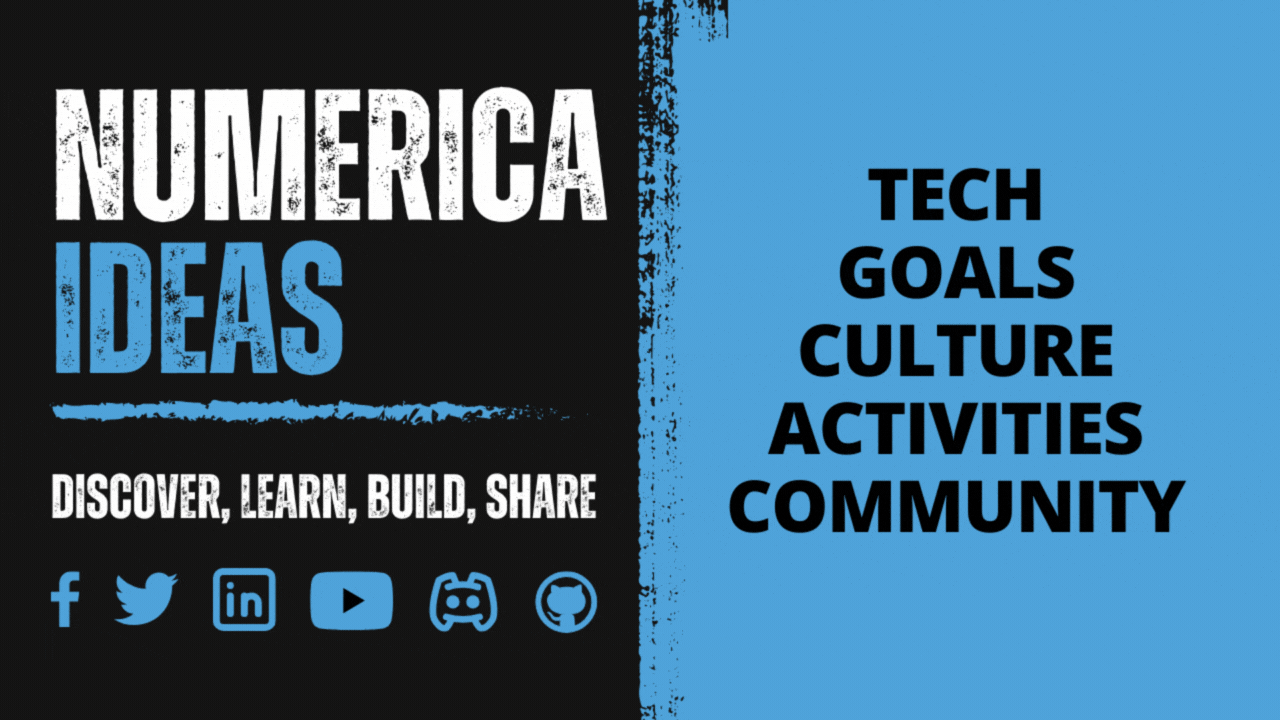 NUMERICA
IDEAS
DISCOVER, LEARN, BUILD, SHARE
TECH
GOALS
CULTURE
ACTIVITIES
COMMUNITY